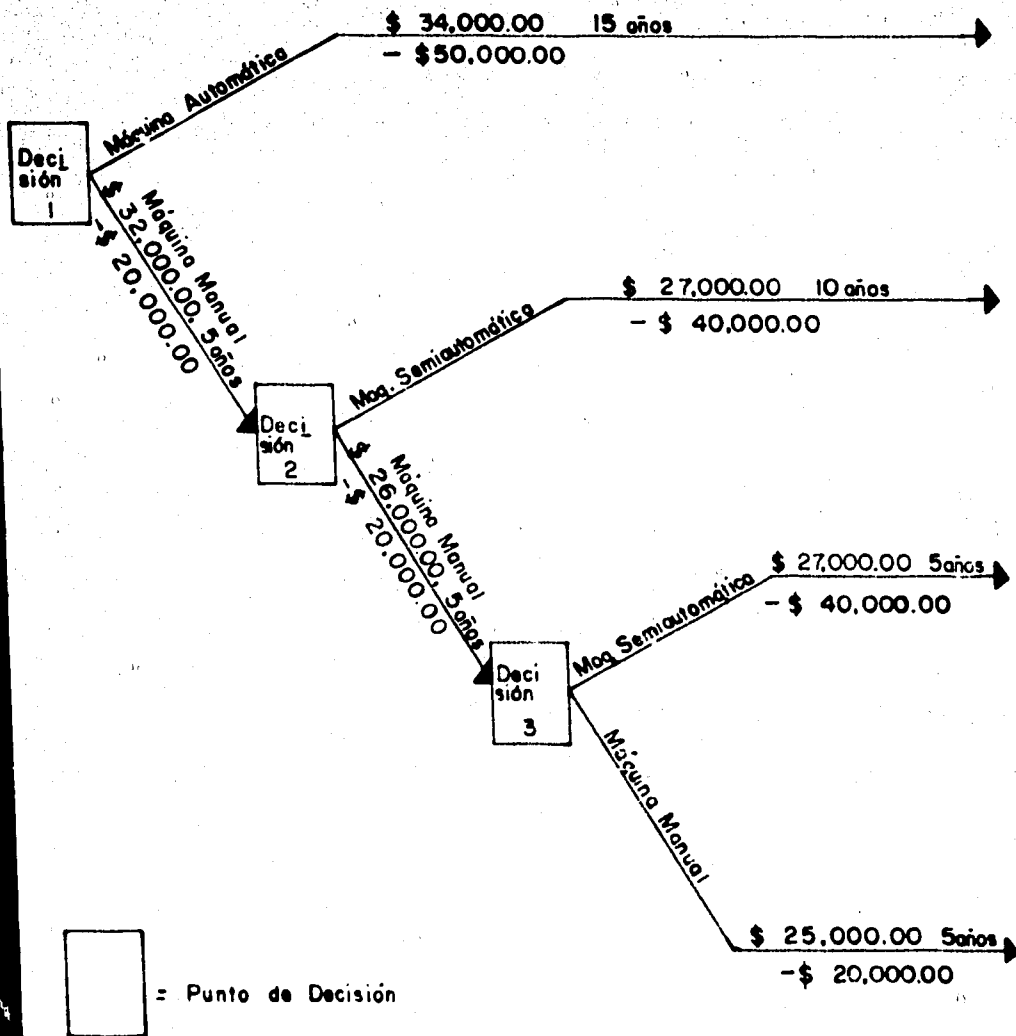 $ 34,000.00 15 años
- $50,000.00
Máquina Automática
Deci
sión
1
Máquina Manual
$ 32,000.00, 5 años
-$ 20,000.00
$ 27,000.00 10 años
- $ 40,000.00
Maq. Semiautomática
Deci
sión
2
Máquina Manual
$ 26,000.00, 5 años
-$ 20,000.00
$ 27,000.00 5 años
- $ 40,000.00
Maq Semiautomática
Deci
sión
3
Máquina Manual
$ 25,000.00 5 años
-$ 20,000.00
= Punto de Decisión